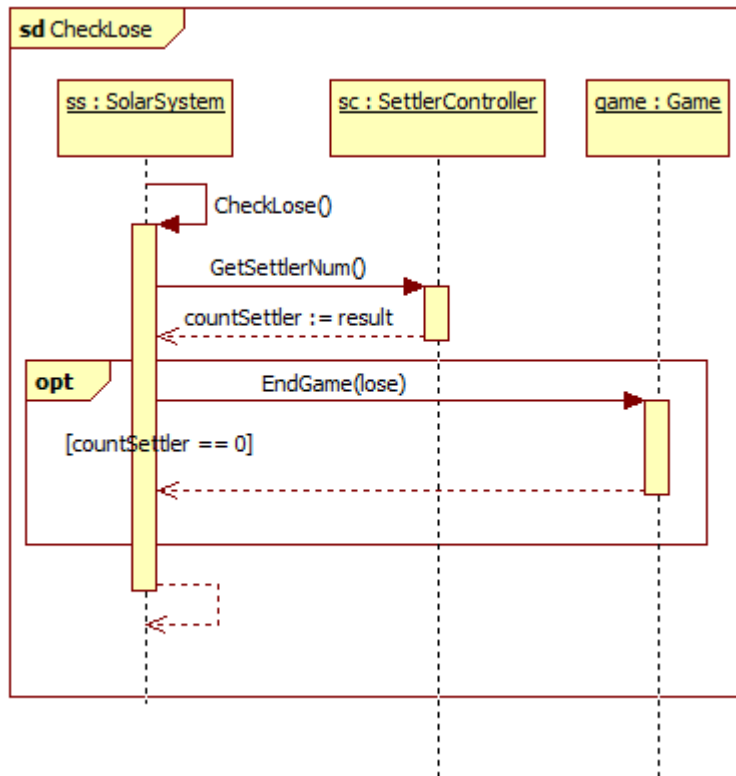 sd CheckLose
ss : SolarSystem
sc : SettlerController
game : Game
CheckLose()
GetSettlerNum()
countSettler := result
opt
EndGame(lose)
[countSettler == 0]